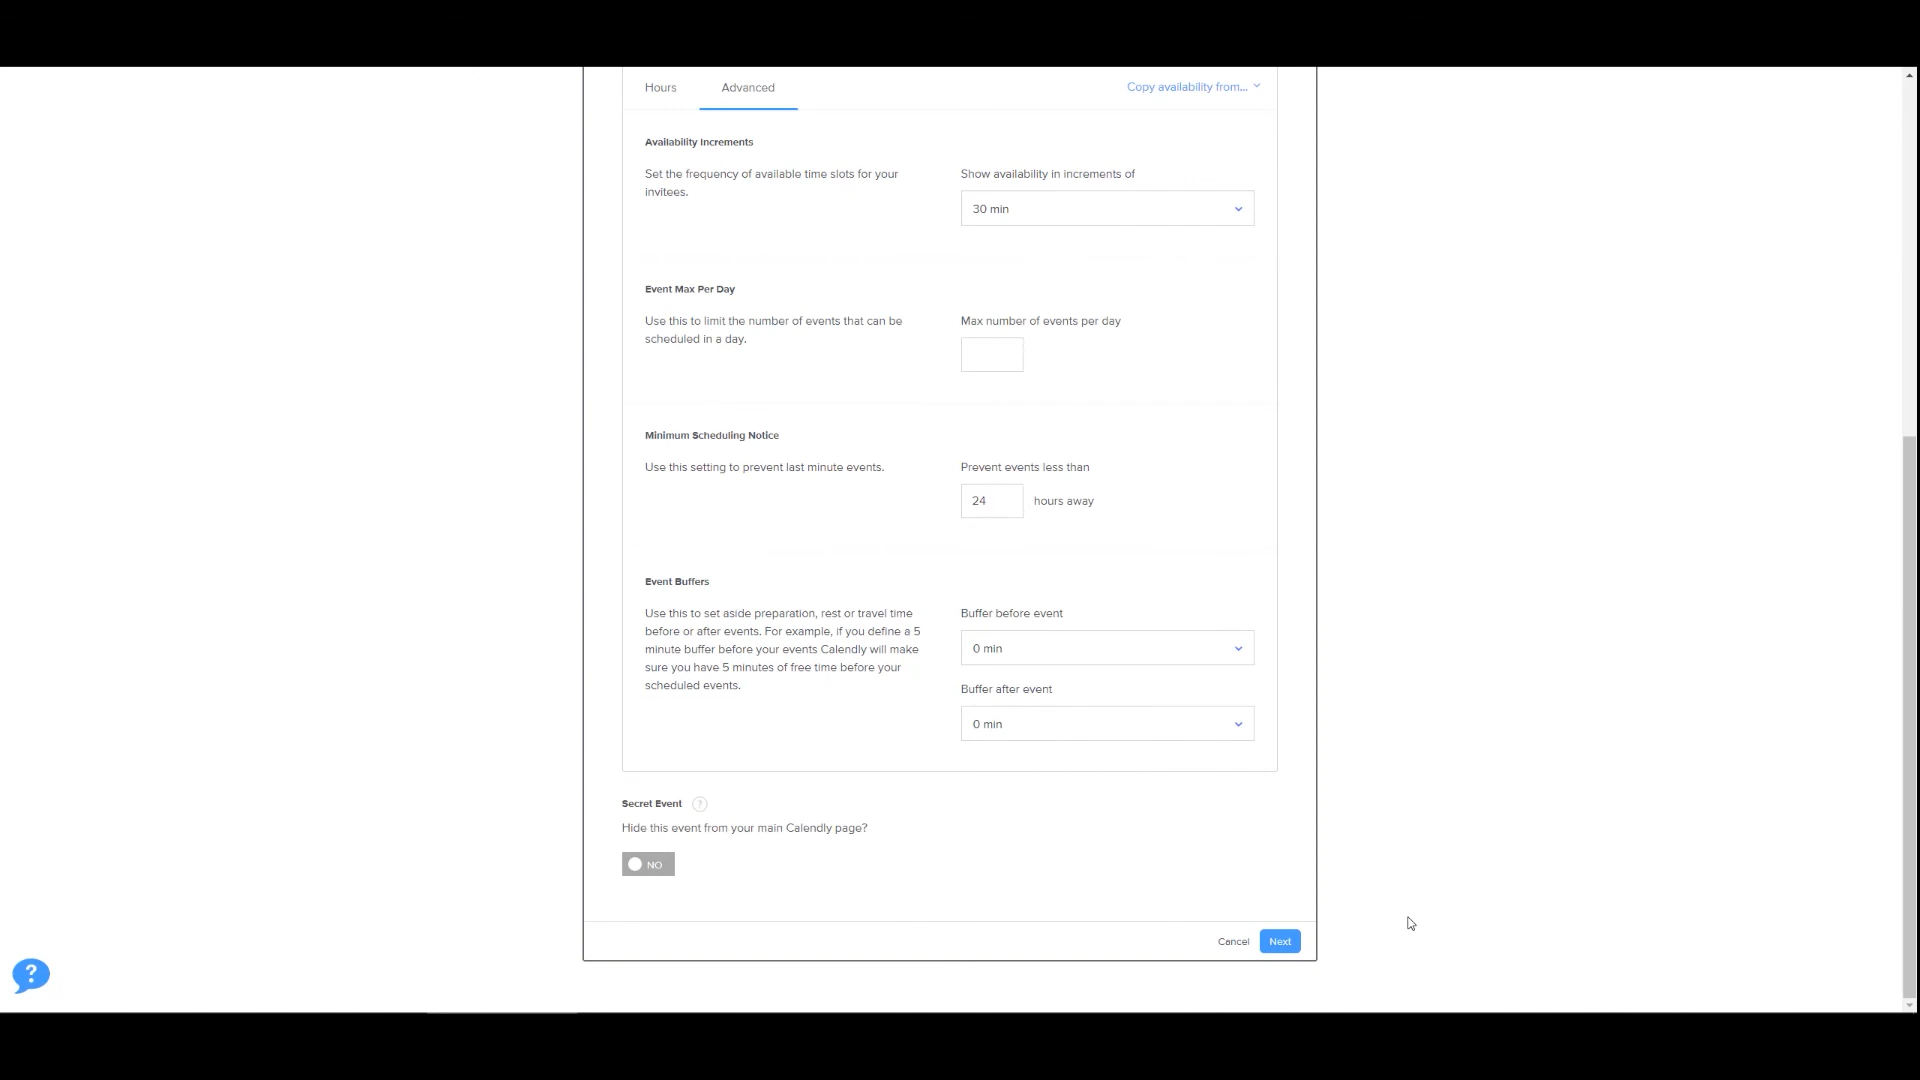 Hours
Advanced
Copy availability from...
Availability Increments
Set the frequency of available time slots for your
invitees.
Show availability in increments of
30 min
Event Max Per Day
Use this to limit the number of events that can be
scheduled in a day.
Max number of events per day
Minimum Scheduling Notice
Use this setting to prevent last minute events.
Prevent events less than
24
hours away
Event Buffers
Use this to set aside preparation, rest or travel time
before or after events. For example, if you define a 5
minute buffer before your events Calendly will make
sure you have 5 minutes of free time before your
scheduled events.
Buffer before event
0 min
Buffer after event
0 min
Secret Event ?
Hide this event from your main Calendly page?
NO
Cancel
Next
?